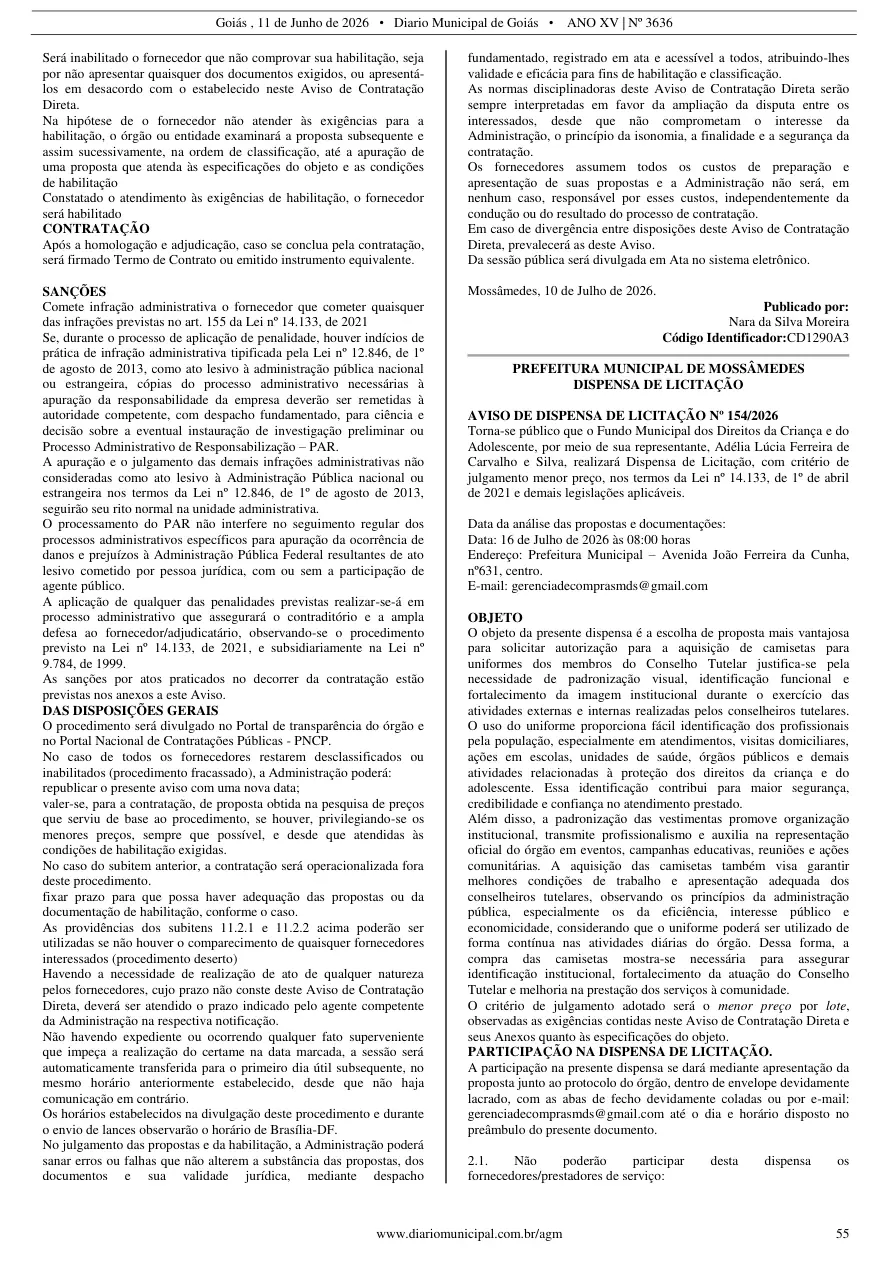 Goiás , 11 de Junho de 2026 • Diario Municipal de Goiás • ANO XV | Nº 3636
Será inabilitado o fornecedor que não comprovar sua habilitação, seja
por não apresentar quaisquer dos documentos exigidos, ou apresentá-
los em desacordo com o estabelecido neste Aviso de Contratação
Direta.
Na hipótese de o fornecedor não atender às exigências para a
habilitação, o órgão ou entidade examinará a proposta subsequente e
assim sucessivamente, na ordem de classificação, até a apuração de
uma proposta que atenda às especificações do objeto e as condições
de habilitação
Constatado o atendimento às exigências de habilitação, o fornecedor
será habilitado
CONTRATAÇÃO
Após a homologação e adjudicação, caso se conclua pela contratação,
será firmado Termo de Contrato ou emitido instrumento equivalente.
SANÇÕES
Comete infração administrativa o fornecedor que cometer quaisquer
das infrações previstas no art. 155 da Lei nº 14.133, de 2021
Se, durante o processo de aplicação de penalidade, houver indícios de
prática de infração administrativa tipificada pela Lei nº 12.846, de 1º
de agosto de 2013, como ato lesivo à administração pública nacional
ou estrangeira, cópias do processo administrativo necessárias à
apuração da responsabilidade da empresa deverão ser remetidas à
autoridade competente, com despacho fundamentado, para ciência e
decisão sobre a eventual instauração de investigação preliminar ou
Processo Administrativo de Responsabilização – PAR.
A apuração e o julgamento das demais infrações administrativas não
consideradas como ato lesivo à Administração Pública nacional ou
estrangeira nos termos da Lei nº 12.846, de 1º de agosto de 2013,
seguirão seu rito normal na unidade administrativa.
O processamento do PAR não interfere no seguimento regular dos
processos administrativos específicos para apuração da ocorrência de
danos e prejuízos à Administração Pública Federal resultantes de ato
lesivo cometido por pessoa jurídica, com ou sem a participação de
agente público.
A aplicação de qualquer das penalidades previstas realizar-se-á em
processo administrativo que assegurará o contraditório e a ampla
defesa ao fornecedor/adjudicatário, observando-se o procedimento
previsto na Lei nº 14.133, de 2021, e subsidiariamente na Lei nº
9.784, de 1999.
As sanções por atos praticados no decorrer da contratação estão
previstas nos anexos a este Aviso.
DAS DISPOSIÇÕES GERAIS
O procedimento será divulgado no Portal de transparência do órgão e
no Portal Nacional de Contratações Públicas - PNCP.
No caso de todos os fornecedores restarem desclassificados ou
inabilitados (procedimento fracassado), a Administração poderá:
republicar o presente aviso com uma nova data;
valer-se, para a contratação, de proposta obtida na pesquisa de preços
que serviu de base ao procedimento, se houver, privilegiando-se os
menores preços, sempre que possível, e desde que atendidas às
condições de habilitação exigidas.
No caso do subitem anterior, a contratação será operacionalizada fora
deste procedimento.
fixar prazo para que possa haver adequação das propostas ou da
documentação de habilitação, conforme o caso.
As providências dos subitens 11.2.1 e 11.2.2 acima poderão ser
utilizadas se não houver o comparecimento de quaisquer fornecedores
interessados (procedimento deserto)
Havendo a necessidade de realização de ato de qualquer natureza
pelos fornecedores, cujo prazo não conste deste Aviso de Contratação
Direta, deverá ser atendido o prazo indicado pelo agente competente
da Administração na respectiva notificação.
Não havendo expediente ou ocorrendo qualquer fato superveniente
que impeça a realização do certame na data marcada, a sessão será
automaticamente transferida para o primeiro dia útil subsequente, no
mesmo horário anteriormente estabelecido, desde que não haja
comunicação em contrário.
Os horários estabelecidos na divulgação deste procedimento e durante
o envio de lances observarão o horário de Brasília-DF.
No julgamento das propostas e da habilitação, a Administração poderá
sanar erros ou falhas que não alterem a substância das propostas, dos
documentos e sua validade jurídica, mediante despacho
fundamentado, registrado em ata e acessível a todos, atribuindo-lhes
validade e eficácia para fins de habilitação e classificação.
As normas disciplinadoras deste Aviso de Contratação Direta serão
sempre interpretadas em favor da ampliação da disputa entre os
interessados, desde que não comprometam o interesse da
Administração, o princípio da isonomia, a finalidade e a segurança da
contratação.
Os fornecedores assumem todos os custos de preparação e
apresentação de suas propostas e a Administração não será, em
nenhum caso, responsável por esses custos, independentemente da
condução ou do resultado do processo de contratação.
Em caso de divergência entre disposições deste Aviso de Contratação
Direta, prevalecerá as deste Aviso.
Da sessão pública será divulgada em Ata no sistema eletrônico.
Mossâmedes, 10 de Julho de 2026.
Publicado por:
Nara da Silva Moreira
Código Identificador:CD1290A3
PREFEITURA MUNICIPAL DE MOSSÂMEDES
DISPENSA DE LICITAÇÃO
AVISO DE DISPENSA DE LICITAÇÃO Nº 154/2026
Torna-se público que o Fundo Municipal dos Direitos da Criança e do
Adolescente, por meio de sua representante, Adélia Lúcia Ferreira de
Carvalho e Silva, realizará Dispensa de Licitação, com critério de
julgamento menor preço, nos termos da Lei nº 14.133, de 1º de abril
de 2021 e demais legislações aplicáveis.
Data da análise das propostas e documentações:
Data: 16 de Julho de 2026 às 08:00 horas
Endereço: Prefeitura Municipal – Avenida João Ferreira da Cunha,
nº631, centro.
E-mail: gerenciadecomprasmds@gmail.com
OBJETO
O objeto da presente dispensa é a escolha de proposta mais vantajosa
para solicitar autorização para a aquisição de camisetas para
uniformes dos membros do Conselho Tutelar justifica-se pela
necessidade de padronização visual, identificação funcional e
fortalecimento da imagem institucional durante o exercício das
atividades externas e internas realizadas pelos conselheiros tutelares.
O uso do uniforme proporciona fácil identificação dos profissionais
pela população, especialmente em atendimentos, visitas domiciliares,
ações em escolas, unidades de saúde, órgãos públicos e demais
atividades relacionadas à proteção dos direitos da criança e do
adolescente. Essa identificação contribui para maior segurança,
credibilidade e confiança no atendimento prestado.
Além disso, a padronização das vestimentas promove organização
institucional, transmite profissionalismo e auxilia na representação
oficial do órgão em eventos, campanhas educativas, reuniões e ações
comunitárias. A aquisição das camisetas também visa garantir
melhores condições de trabalho e apresentação adequada dos
conselheiros tutelares, observando os princípios da administração
pública, especialmente os da eficiência, interesse público e
economicidade, considerando que o uniforme poderá ser utilizado de
forma contínua nas atividades diárias do órgão. Dessa forma, a
compra das camisetas mostra-se necessária para assegurar
identificação institucional, fortalecimento da atuação do Conselho
Tutelar e melhoria na prestação dos serviços à comunidade.
O critério de julgamento adotado será o menor preço por lote,
observadas as exigências contidas neste Aviso de Contratação Direta e
seus Anexos quanto às especificações do objeto.
PARTICIPAÇÃO NA DISPENSA DE LICITAÇÃO.
A participação na presente dispensa se dará mediante apresentação da
proposta junto ao protocolo do órgão, dentro de envelope devidamente
lacrado, com as abas de fecho devidamente coladas ou por e-mail:
gerenciadecomprasmds@gmail.com até o dia e horário disposto no
preâmbulo do presente documento.
2.1. Não poderão participar desta dispensa os
fornecedores/prestadores de serviço:
www.diariomunicipal.com.br/agm
55